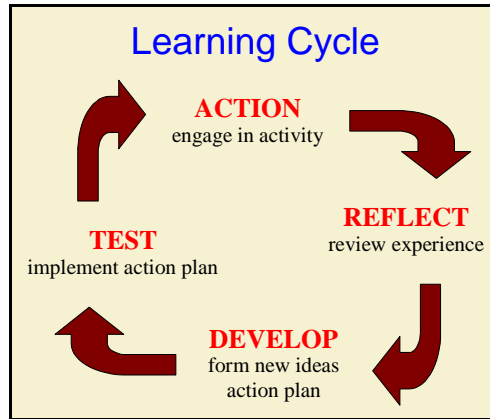 Learning Cycle
ACTION
engage in activity
REFLECT
review experience
TEST
implement action plan
DEVELOP
form new ideas
action plan